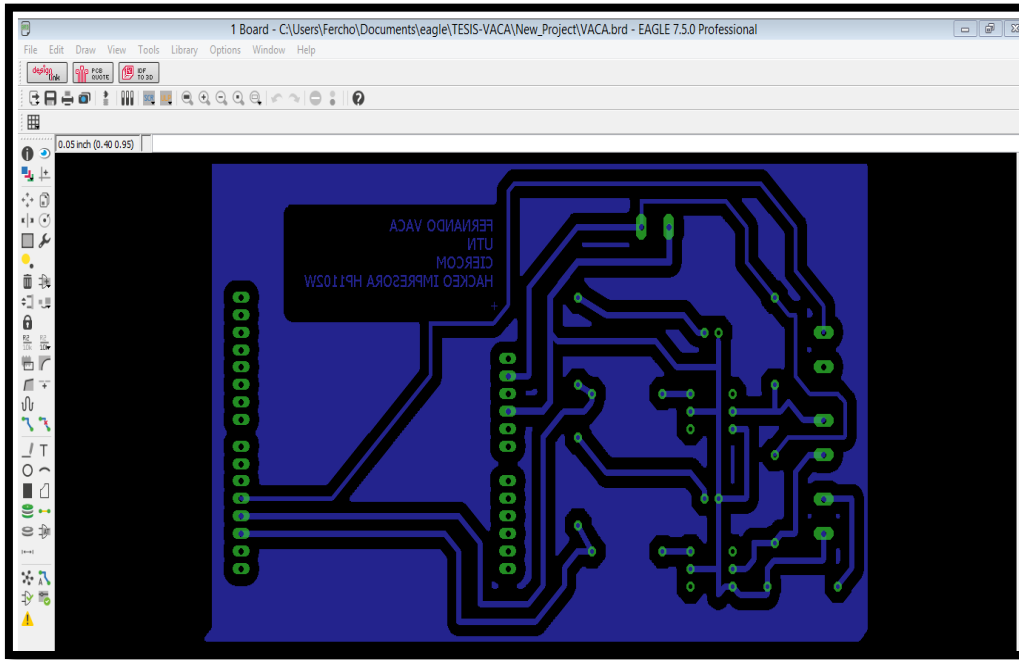 1 Board - C:\Users\Fercho\Documents\eagle\TESIS-VACA\New_Project\VACA.brd - EAGLE 7.5.0 Professional
File Edit Draw View Tools Library Options Window Help
design link PCB QUOTE IDF TO 3D
0.05 inch (0.40 0.95)
FERNANDO VACA
UTN
CIERCOM
HACKEO IMPRESORA HP1102W